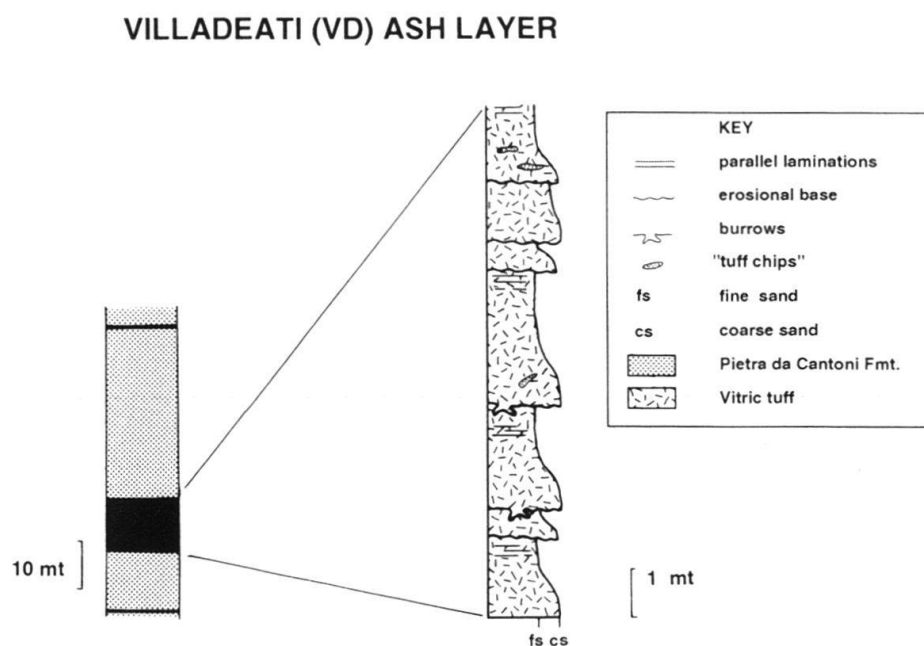 VILLADEATI (VD) ASH LAYER
KEY
parallel laminations
erosional base
burrows
"tuff chips"
fs fine sand
cs coarse sand
Pietra da Cantoni Fmt.
Vitric tuff
10 mt
1 mt
fs cs